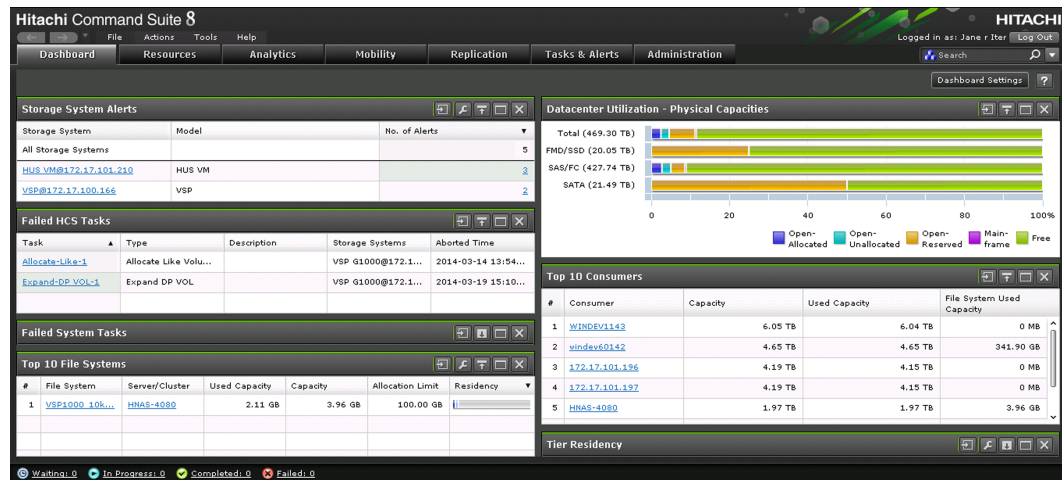 Hitachi Command Suite 8
HITACHI
File Actions Tools Help
Logged in as: Jane r Iter Log Out
Dashboard Resources Analytics Mobility Replication Tasks & Alerts Administration
Search
Dashboard Settings ?
Storage System Alerts
Storage System Model No. of Alerts
All Storage Systems 5
HUS VM@172.17.101.210 HUS VM 3
VSP@172.17.100.166 VSP 2
Failed HCS Tasks
Task Type Description Storage Systems Aborted Time
Allocate-Like-1 Allocate Like Volu... VSP G1000@172.1... 2014-03-14 13:54...
Expand-DP VOL-1 Expand DP VOL VSP G1000@172.1... 2014-03-19 15:10...
Failed System Tasks
Top 10 File Systems
# File System Server/Cluster Used Capacity Capacity Allocation Limit Residency
1 VSP1000_10k... HNAS-4080 2.11 GB 3.96 GB 100.00 GB
Datacenter Utilization - Physical Capacities
Total (469.30 TB)
FMD/SSD (20.05 TB)
SAS/FC (427.74 TB)
SATA (21.49 TB)
0 20 40 60 80 100%
Open-Allocated Open-Unallocated Open-Reserved Main-frame Free
Top 10 Consumers
# Consumer Capacity Used Capacity File System Used Capacity
1 WINDEV1143 6.05 TB 6.04 TB 0 MB
2 vindev60142 4.65 TB 4.65 TB 341.90 GB
3 172.17.101.196 4.19 TB 4.15 TB 0 MB
4 172.17.101.197 4.19 TB 4.15 TB 0 MB
5 HNAS-4080 1.97 TB 1.97 TB 3.96 GB
Tier Residency
Waiting: 0 In Progress: 0 Completed: 0 Failed: 0